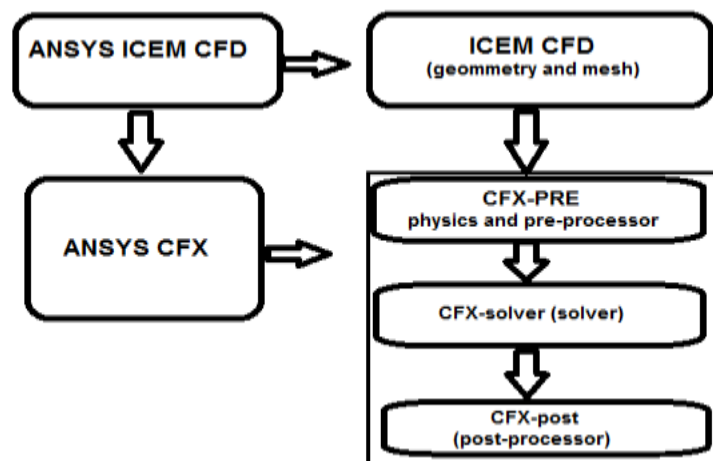 ANSYS ICEM CFD
ICEM CFD
(geommetry and mesh)
ANSYS CFX
CFX-PRE
physics and pre-processor
CFX-solver (solver)
CFX-post
(post-processor)